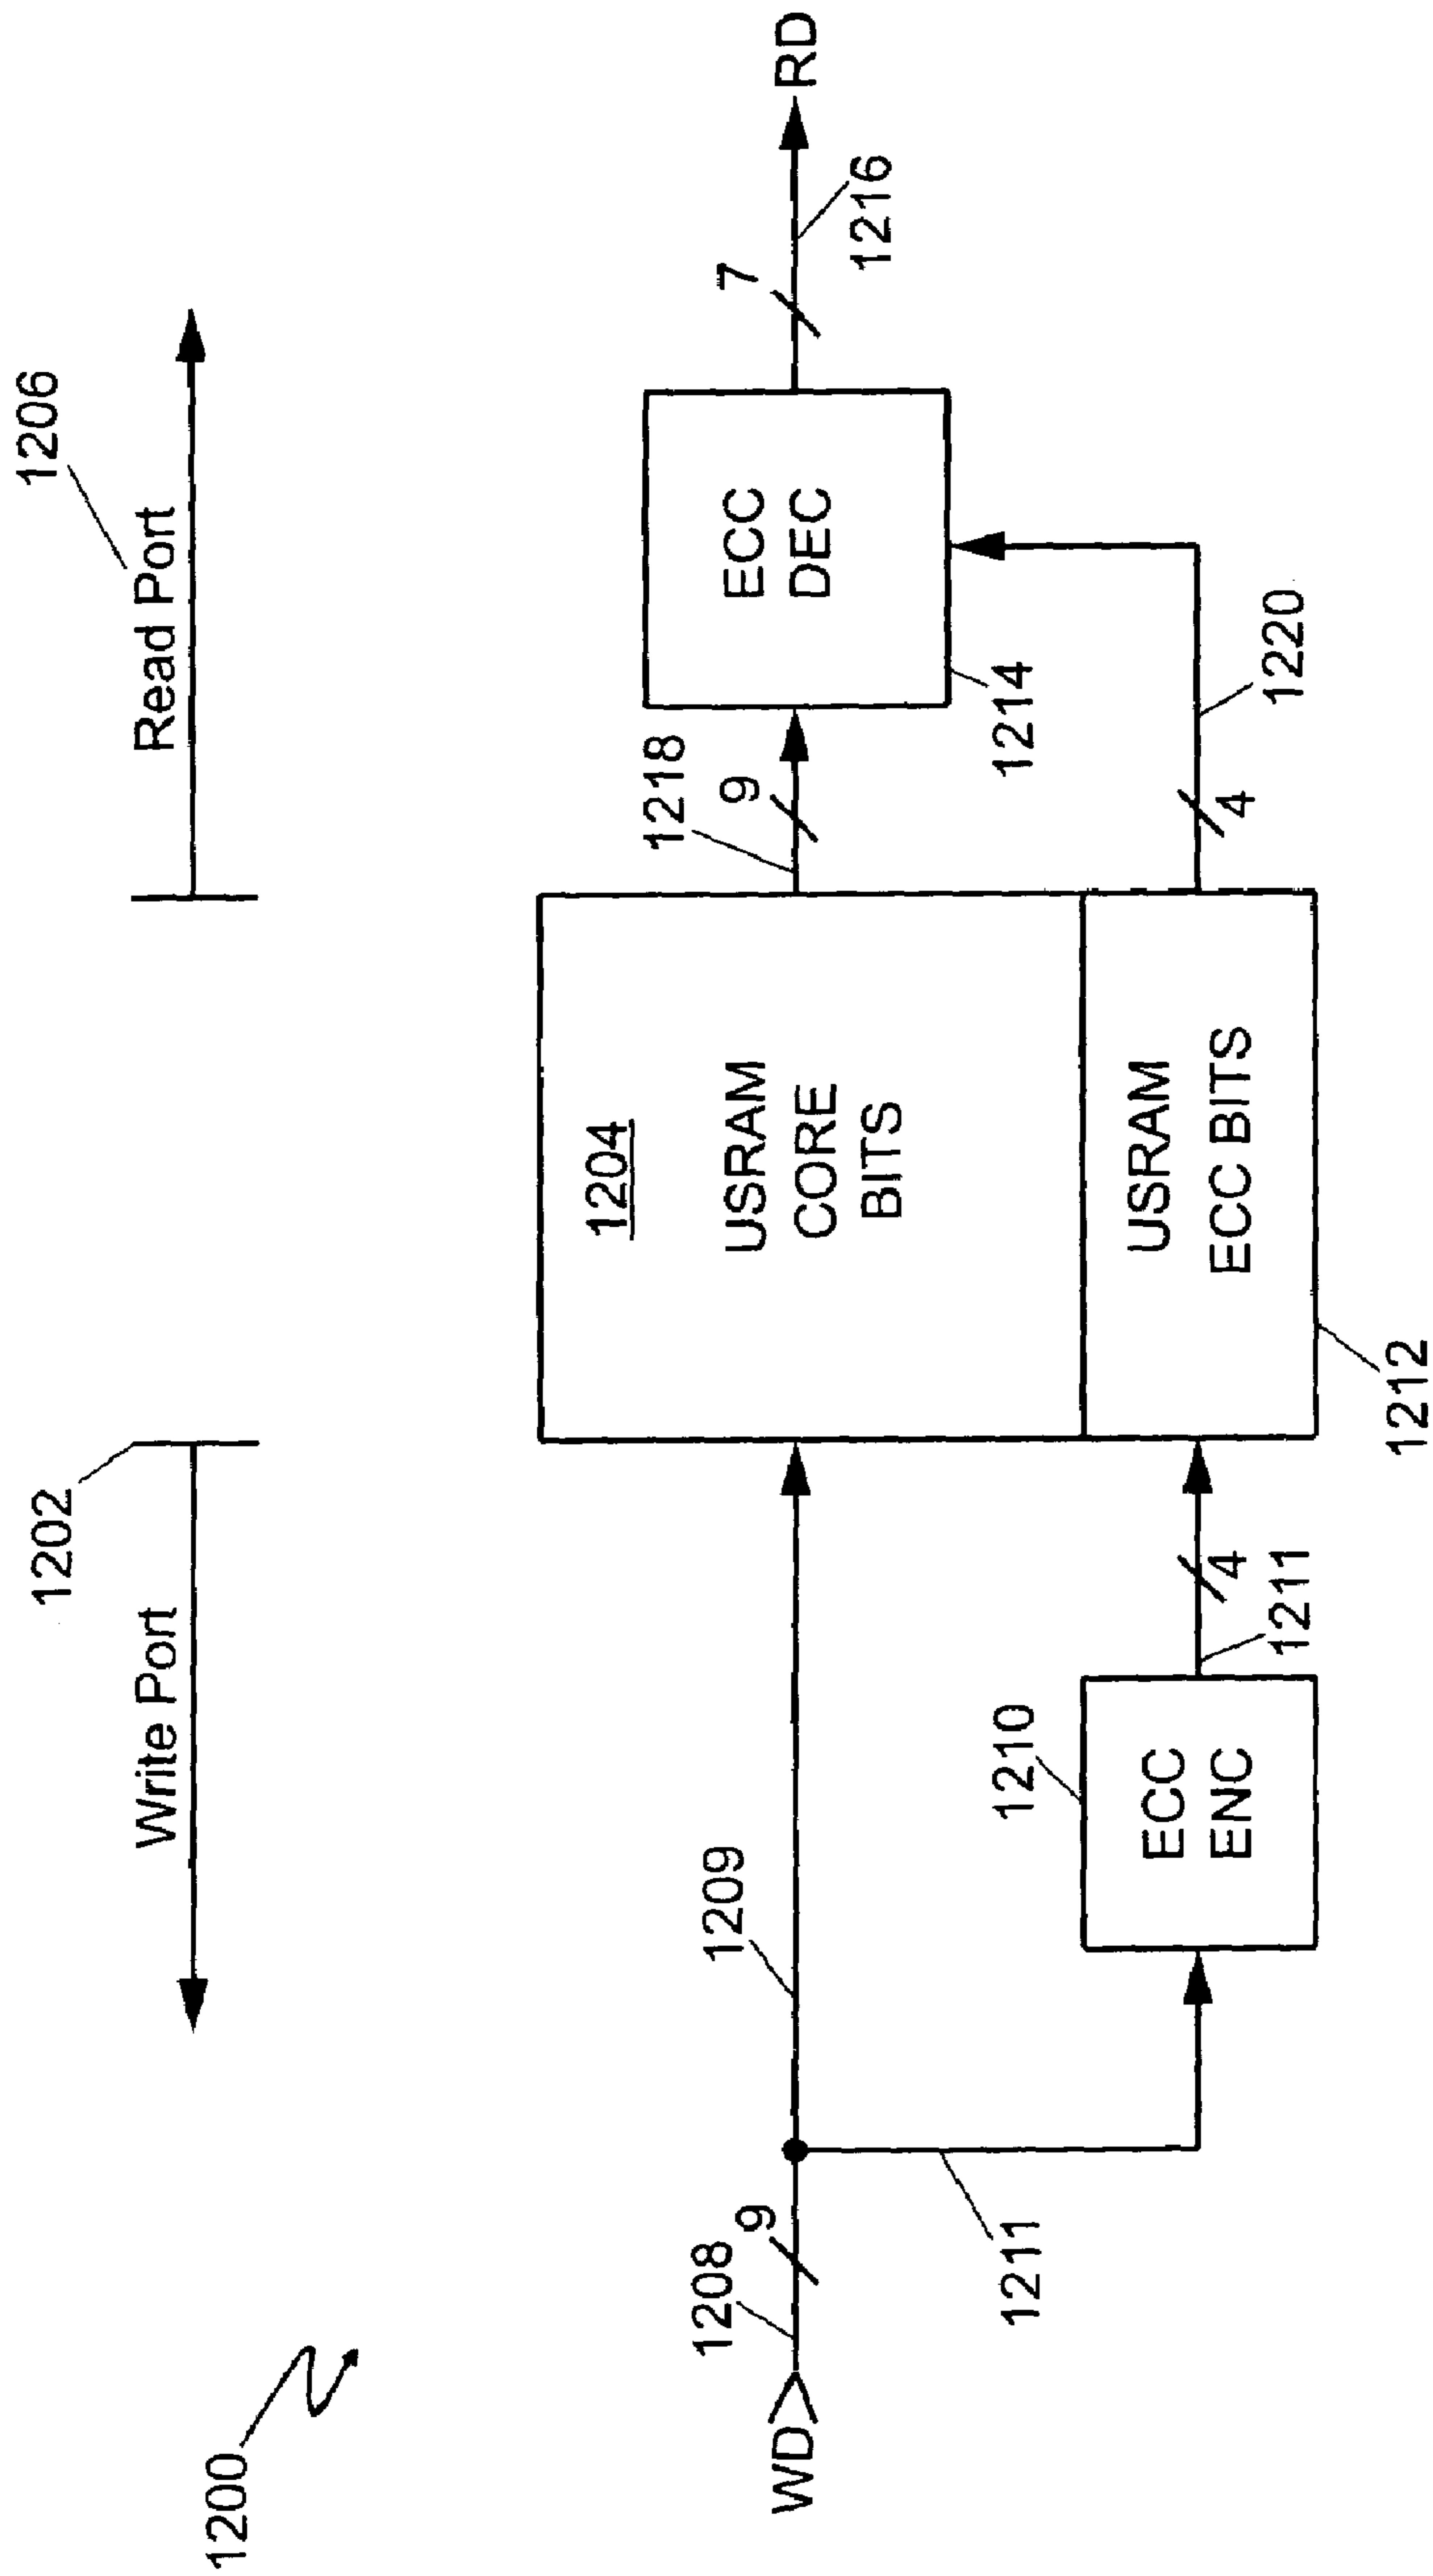 1200
1202
Write Port
1206
Read Port
WD
1208
9
1209
1211
1210
ECC
ENC
1211
4
1204
USRAM
CORE
BITS
USRAM
ECC BITS
1212
1218
9
ECC
DEC
1214
4
1220
7
1216
RD